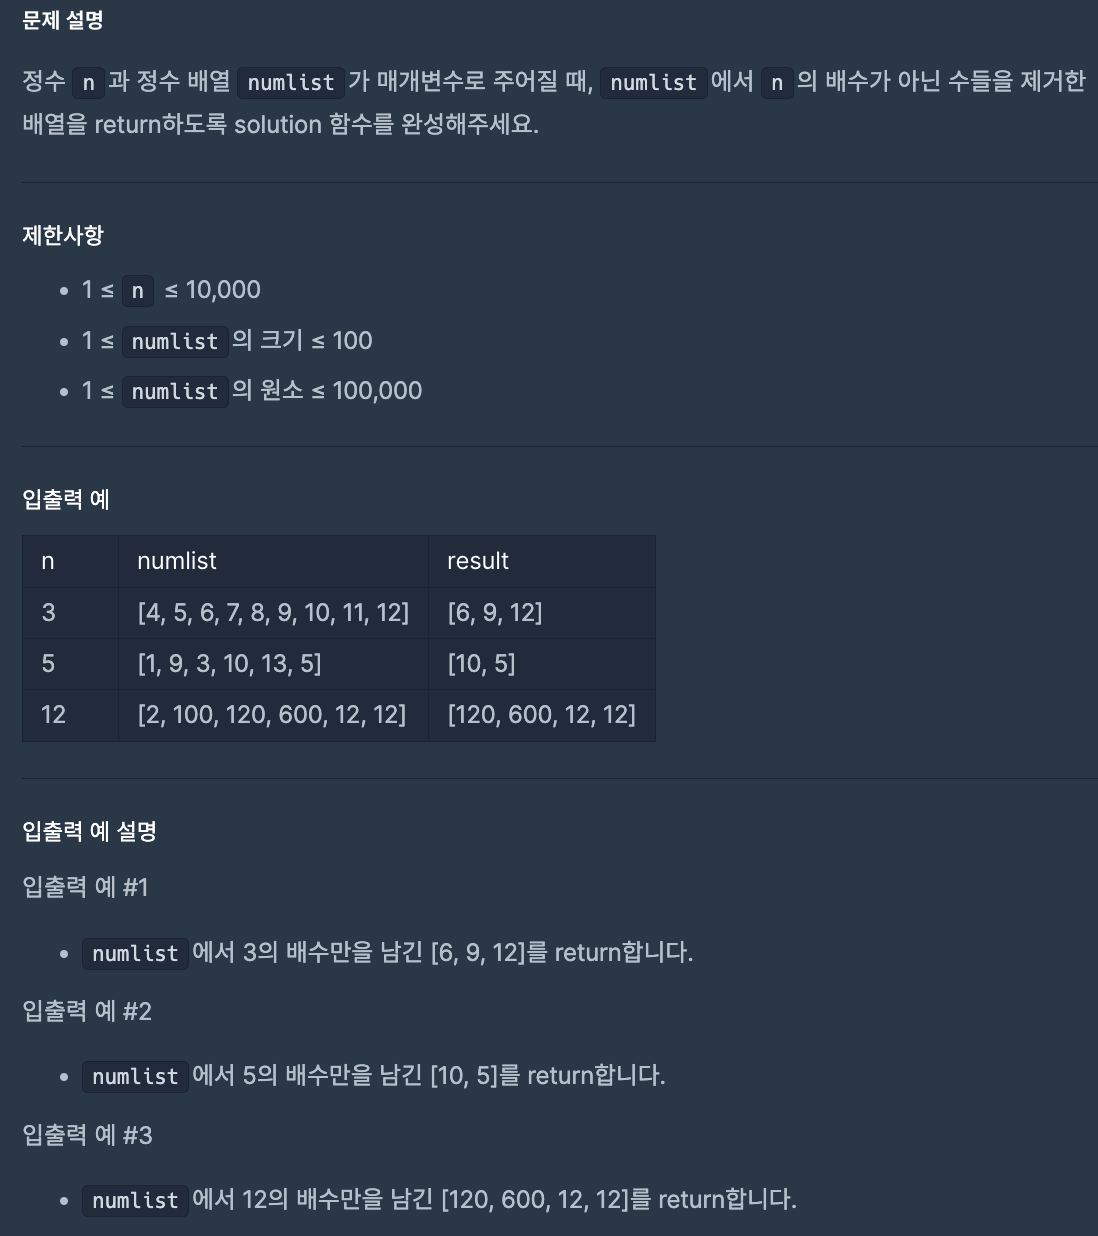 문제 설명
정수 n 과 정수 배열 numlist 가 매개변수로 주어질 때, numlist 에서 n 의 배수가 아닌 수들을 제거한
배열을 return하도록 solution 함수를 완성해주세요.
제한사항
• 1 ≤ n ≤ 10,000
• 1 ≤ numlist 의 크기 ≤ 100
• 1 ≤ numlist 의 원소 ≤ 100,000
입출력 예
n numlist result
3 [4, 5, 6, 7, 8, 9, 10, 11, 12] [6, 9, 12]
5 [1, 9, 3, 10, 13, 5] [10, 5]
12 [2, 100, 120, 600, 12, 12] [120, 600, 12, 12]
입출력 예 설명
입출력 예 #1
• numlist 에서 3의 배수만을 남긴 [6, 9, 12]를 return합니다.
입출력 예 #2
• numlist 에서 5의 배수만을 남긴 [10, 5]를 return합니다.
입출력 예 #3
• numlist 에서 12의 배수만을 남긴 [120, 600, 12, 12]를 return합니다.